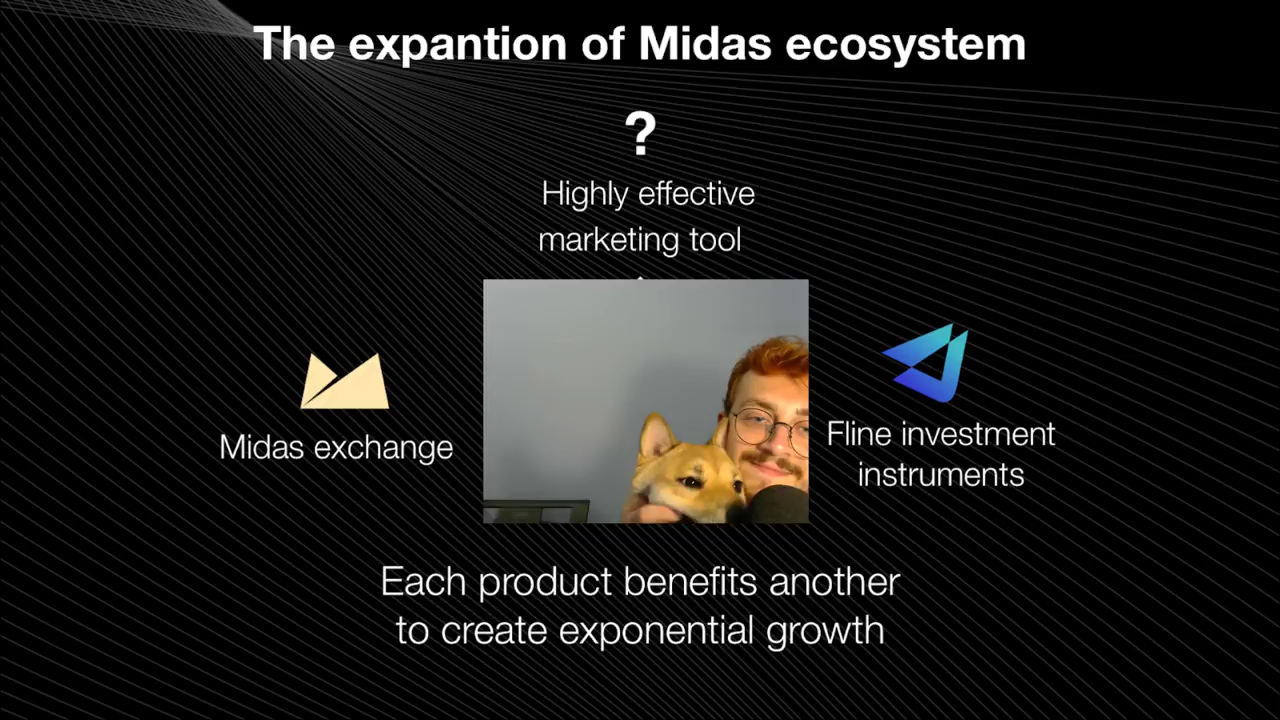 The expantion of Midas ecosystem
?
Highly effective
marketing tool
Midas exchange
Fline investment
instruments
Each product benefits another
to create exponential growth